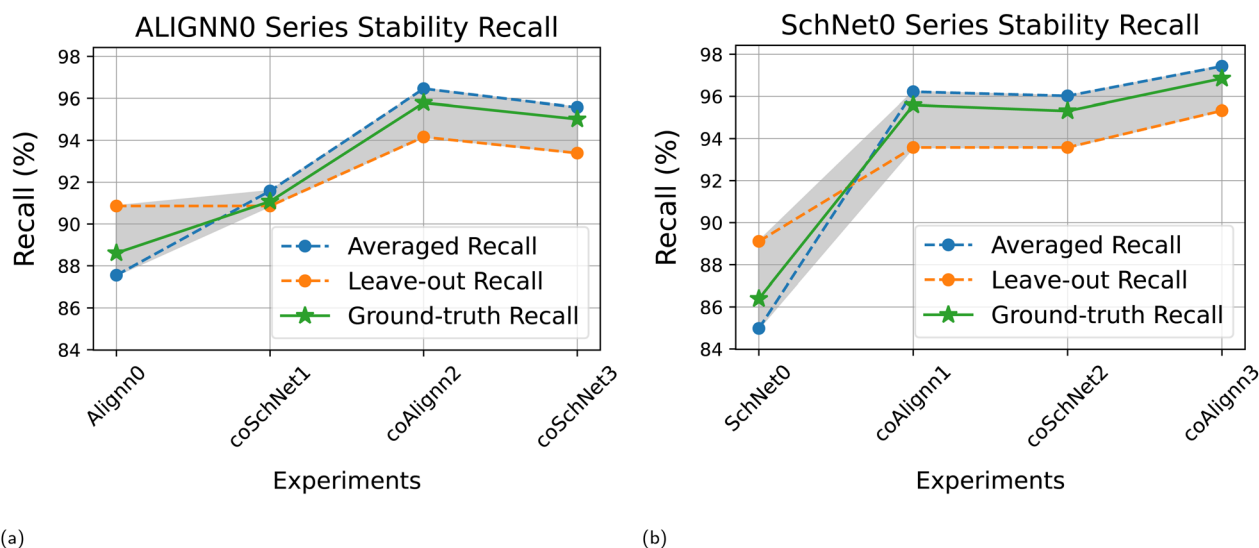 ALIGNN0 Series Stability Recall
Recall (%)
98
96
94
92
90
88
86
84
Averaged Recall
Leave-out Recall
Ground-truth Recall
Alignn0
coSchNet1
coAlignn2
coSchNet3
Experiments
(a)
SchNet0 Series Stability Recall
Recall (%)
98
96
94
92
90
88
86
84
Averaged Recall
Leave-out Recall
Ground-truth Recall
SchNet0
coAlignn1
coSchNet2
coAlignn3
Experiments
(b)